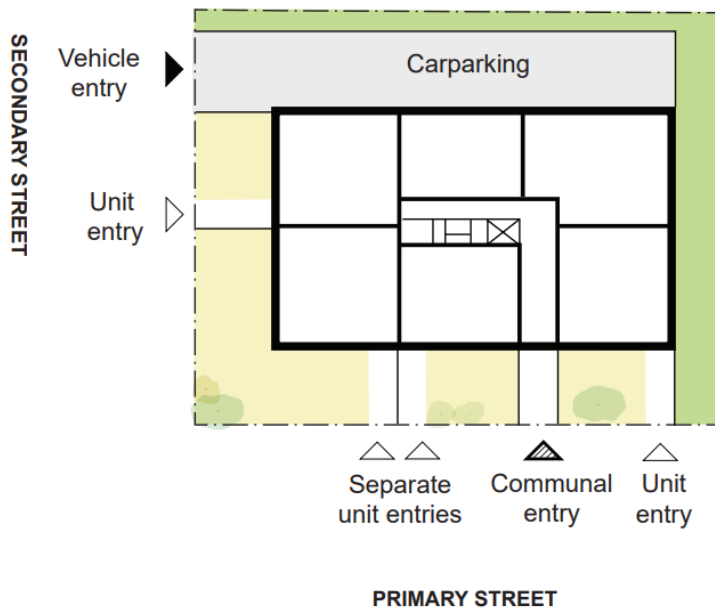 SECONDARY STREET
Vehicle
entry
Carparking
Unit
entry
Separate
unit entries
Communal
entry
Unit
entry
PRIMARY STREET